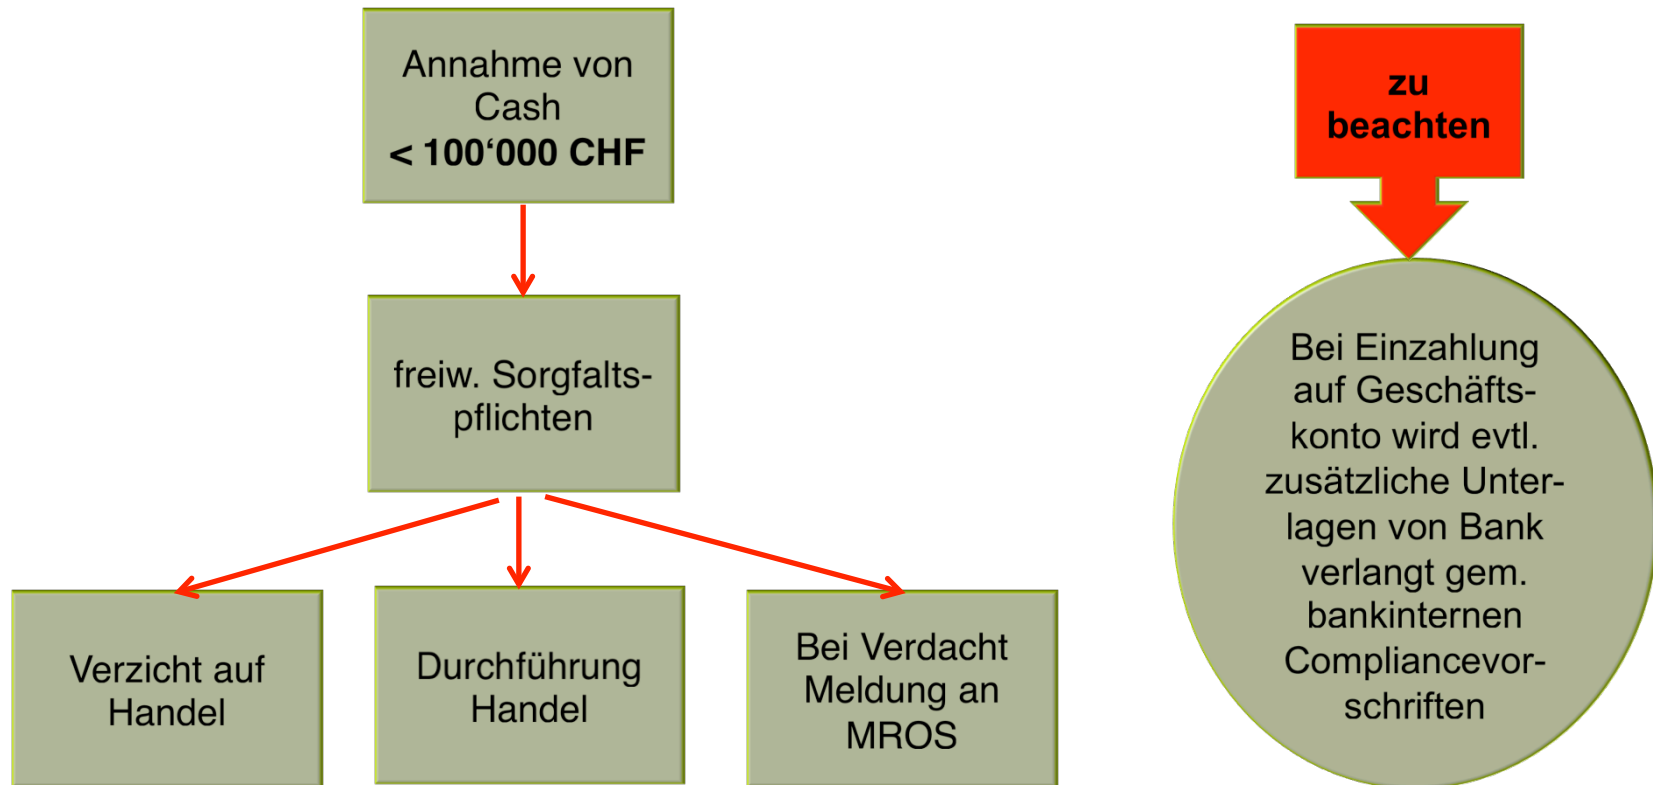 Annahme von
Cash
< 100‘000 CHF
freiw. Sorgfalts-
pflichten
Verzicht auf
Handel
Durchführung
Handel
Bei Verdacht
Meldung an
MROS
zu
beachten
Bei Einzahlung
auf Geschäfts-
konto wird evtl.
zusätzliche Unter-
lagen von Bank
verlangt gem.
bankinternen
Compliancevor-
schriften